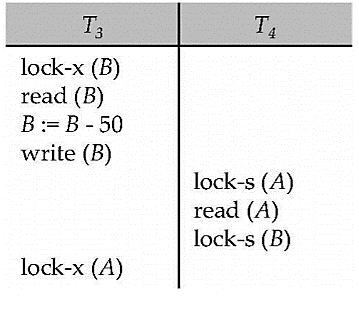 T3 T4
lock-x (B)
read (B)
B := B - 50
write (B)
lock-s (A)
read (A)
lock-s (B)
lock-x (A)